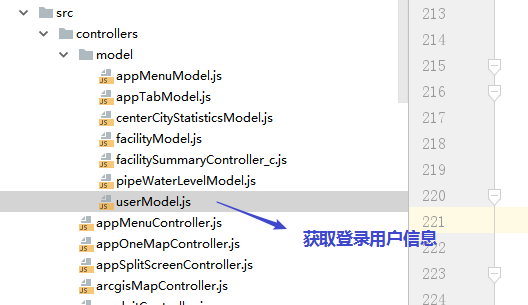 src
controllers
model
appMenuModel.js
appTabModel.js
centerCityStatisticsModel.js
facilityModel.js
facilitySummaryController_c.js
pipeWaterLevelModel.js
userModel.js
appMenuController.js
获取登录用户信息
appOneMapController.js
appSplitScreenController.js
arcgisMapController.js
213
214
215
216
217
218
219
220
221
222
223
224